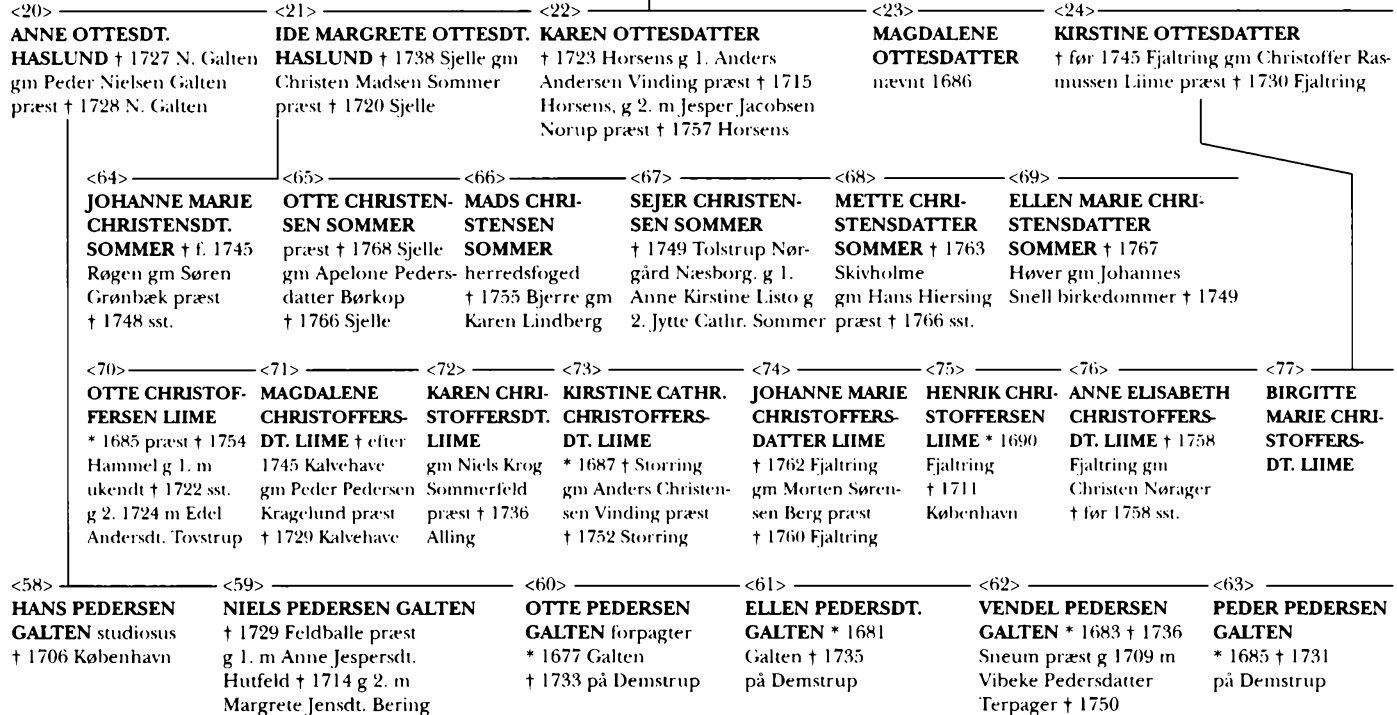 <20>
ANNE OTTESDT.
HASLUND † 1727 N. Galten
gm Peder Nielsen Galten
præst † 1728 N. Galten
<21>
IDE MARGRETE OTTESDT.
HASLUND † 1738 Sjelle gm
Christen Madsen Sommer
præst † 1720 Sjelle
<22>
KAREN OTTESDATTER
† 1723 Horsens g 1. Anders
Andersen Vinding præst † 1715
Horsens, g 2. m Jesper Jacobsen
Norup præst † 1757 Horsens
<23>
MAGDALENE
OTTESDATTER
nævnt 1686
<24>
KIRSTINE OTTESDATTER
† før 1745 Fjaltring gm Christoffer Ras-
mussen Liime præst † 1730 Fjaltring
<64>
JOHANNE MARIE
CHRISTENSDT.
SOMMER † f. 1745
Røgen gm Søren
Grønbæk præst
† 1748 sst.
<65>
OTTE CHRISTEN-
SEN SOMMER
præst † 1768 Sjelle
gm Apelone Peders-
datter Børkop
† 1766 Sjelle
<66>
MADS CHRI-
STENSEN
SOMMER
herredsfoged
† 1755 Bjerre gm
Karen Lindberg
<67>
SEJER CHRISTEN-
SEN SOMMER
† 1749 Tolstrup Nør-
gård Næsborg. g 1.
Anne Kirstine Listo g
2. Jytte Cathr. Sommer
<68>
METTE CHRI-
STENSDATTER
SOMMER † 1763
Skivholme
gm Hans Hiersing
præst † 1766 sst.
<69>
ELLEN MARIE CHRI-
STENSDATTER
SOMMER † 1767
Høver gm Johannes
Snell birkedommer † 1749
<70>
OTTE CHRISTOF-
FERSEN LIIME
* 1685 præst † 1754
Hammel g 1. m
ukendt † 1722 sst.
g 2. 1724 m Edel
Andersdt. Tovstrup
<71>
MAGDALENE
CHRISTOFFERS-
DT. LIIME † efter
1745 Kalvehave
gm Peder Pedersen
Kragelund præst
† 1729 Kalvehave
<72>
KAREN CHRI-
STOFFERSDT.
LIIME
gm Niels Krog
Sommerfeld
præst † 1736
Alling
<73>
KIRSTINE CATHR.
CHRISTOFFERS-
DT. LIIME
* 1687 † Storring
gm Anders Christen-
sen Vinding præst
† 1752 Storring
<74>
JOHANNE MARIE
CHRISTOFFERS-
DATTER LIIME
† 1762 Fjaltring
gm Morten Søren-
sen Berg præst
† 1760 Fjaltring
<75>
HENRIK CHRI-
STOFFERSEN
LIIME * 1690
Fjaltring
† 1711
København
<76>
ANNE ELISABETH
CHRISTOFFERS-
DT. LIIME † 1758
Fjaltring gm
Christen Nørager
† før 1758 sst.
<77>
BIRGITTE
MARIE CHRI-
STOFFERS-
DT. LIIME
<58>
HANS PEDERSEN
GALTEN studiosus
† 1706 København
<59>
NIELS PEDERSEN GALTEN
† 1729 Feldballe præst
g 1. m Anne Jespersdt.
Hutfeld † 1714 g 2. m
Margrete Jensdt. Bering
<60>
OTTE PEDERSEN
GALTEN forpagter
* 1677 Galten
† 1733 på Demstrup
<61>
ELLEN PEDERSDT.
GALTEN * 1681
Galten † 1735
på Demstrup
<62>
VENDEL PEDERSEN
GALTEN * 1683 † 1736
Sneum præst g 1709 m
Vibeke Pedersdatter
Terpager † 1750
<63>
PEDER PEDERSEN
GALTEN
* 1685 † 1731
på Demstrup